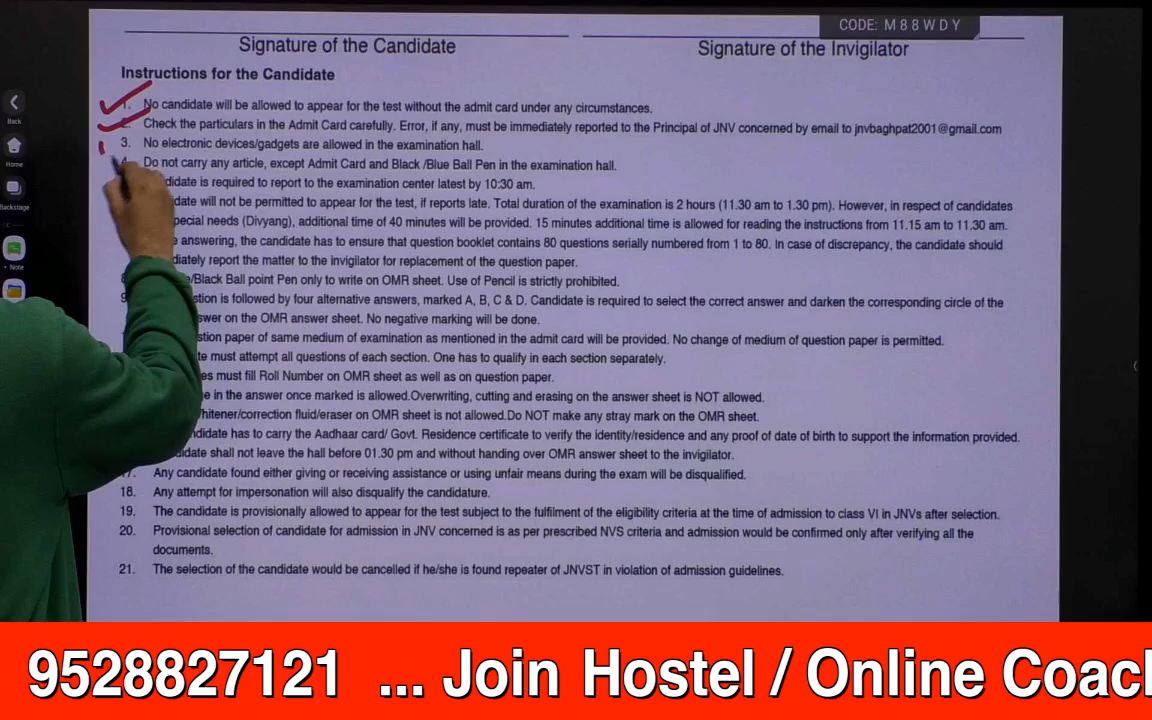 CODE: M 8 8 W D Y
Signature of the Candidate
Signature of the Invigilator
Instructions for the Candidate
1. No candidate will be allowed to appear for the test without the admit card under any circumstances.
2. Check the particulars in the Admit Card carefully. Error, if any, must be immediately reported to the Principal of JNV concerned by email to jnvbaghpat2001@gmail.com
3. No electronic devices/gadgets are allowed in the examination hall.
4. Do not carry any article, except Admit Card and Black /Blue Ball Pen in the examination hall.
is required to report to the examination center latest by 10:30 am.
will not be permitted to appear for the test, if reports late. Total duration of the examination is 2 hours (11.30 am to 1.30 pm). However, in respect of candidates
needs (Divyang), additional time of 40 minutes will be provided. 15 minutes additional time is allowed for reading the instructions from 11.15 am to 11.30 am.
answering, the candidate has to ensure that question booklet contains 80 questions serially numbered from 1 to 80. In case of discrepancy, the candidate should
report the matter to the invigilator for replacement of the question paper.
/Black Ball point Pen only to write on OMR sheet. Use of Pencil is strictly prohibited.
is followed by four alternative answers, marked A, B, C & D. Candidate is required to select the correct answer and darken the corresponding circle of the
on the OMR answer sheet. No negative marking will be done.
paper of same medium of examination as mentioned in the admit card will be provided. No change of medium of question paper is permitted.
must attempt all questions of each section. One has to qualify in each section separately.
must fill Roll Number on OMR sheet as well as on question paper.
in the answer once marked is allowed.Overwriting, cutting and erasing on the answer sheet is NOT allowed.
/correction fluid/eraser on OMR sheet is not allowed.Do NOT make any stray mark on the OMR sheet.
has to carry the Aadhaar card/ Govt. Residence certificate to verify the identity/residence and any proof of date of birth to support the information provided.
shall not leave the hall before 01.30 pm and without handing over OMR answer sheet to the invigilator.
17. Any candidate found either giving or receiving assistance or using unfair means during the exam will be disqualified.
18. Any attempt for impersonation will also disqualify the candidature.
19. The candidate is provisionally allowed to appear for the test subject to the fulfilment of the eligibility criteria at the time of admission to class VI in JNVs after selection.
20. Provisional selection of candidate for admission in JNV concerned is as per prescribed NVS criteria and admission would be confirmed only after verifying all the
documents.
21. The selection of the candidate would be cancelled if he/she is found repeater of JNVST in violation of admission guidelines.
Back
Home
Backstage
Note
9528827121 ... Join Hostel / Online Coach